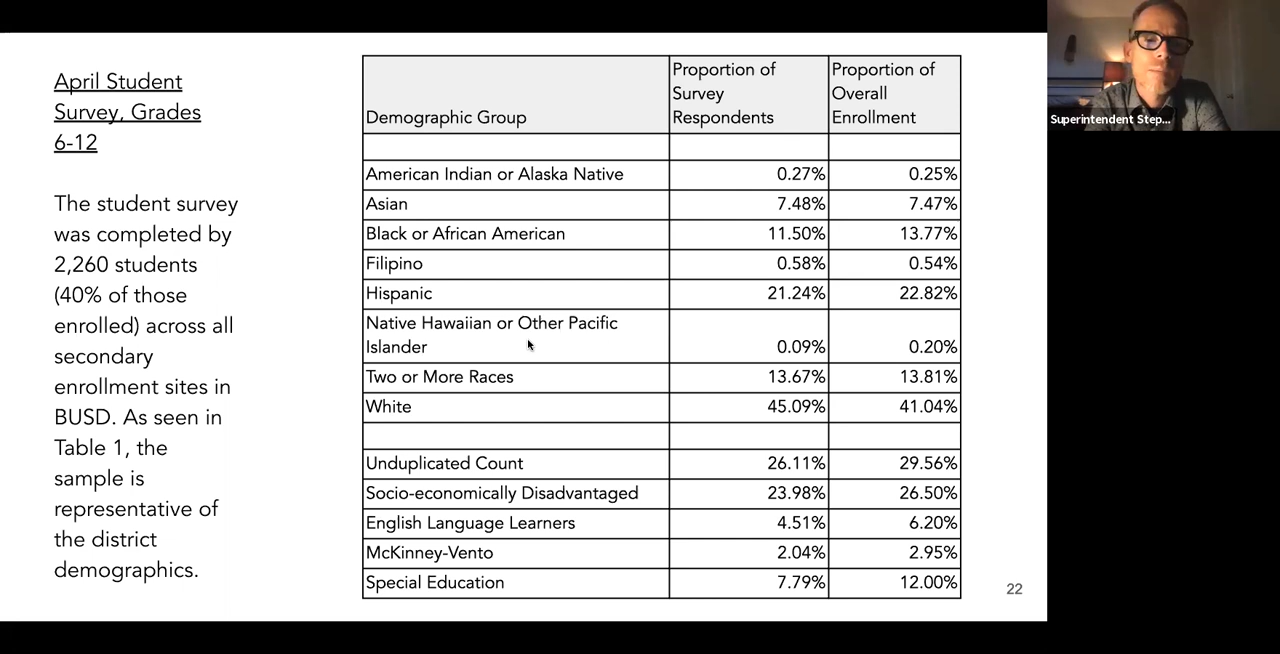 April Student
Survey, Grades
6-12
The student survey
was completed by
2,260 students
(40% of those
enrolled) across all
secondary
enrollment sites in
BUSD. As seen in
Table 1, the
sample is
representative of
the district
demographics.
Demographic Group Proportion of Survey Respondents Proportion of Overall Enrollment
American Indian or Alaska Native 0.27% 0.25%
Asian 7.48% 7.47%
Black or African American 11.50% 13.77%
Filipino 0.58% 0.54%
Hispanic 21.24% 22.82%
Native Hawaiian or Other Pacific
Islander 0.09% 0.20%
Two or More Races 13.67% 13.81%
White 45.09% 41.04%
Unduplicated Count 26.11% 29.56%
Socio-economically Disadvantaged 23.98% 26.50%
English Language Learners 4.51% 6.20%
McKinney-Vento 2.04% 2.95%
Special Education 7.79% 12.00%
22
Superintendent Step...